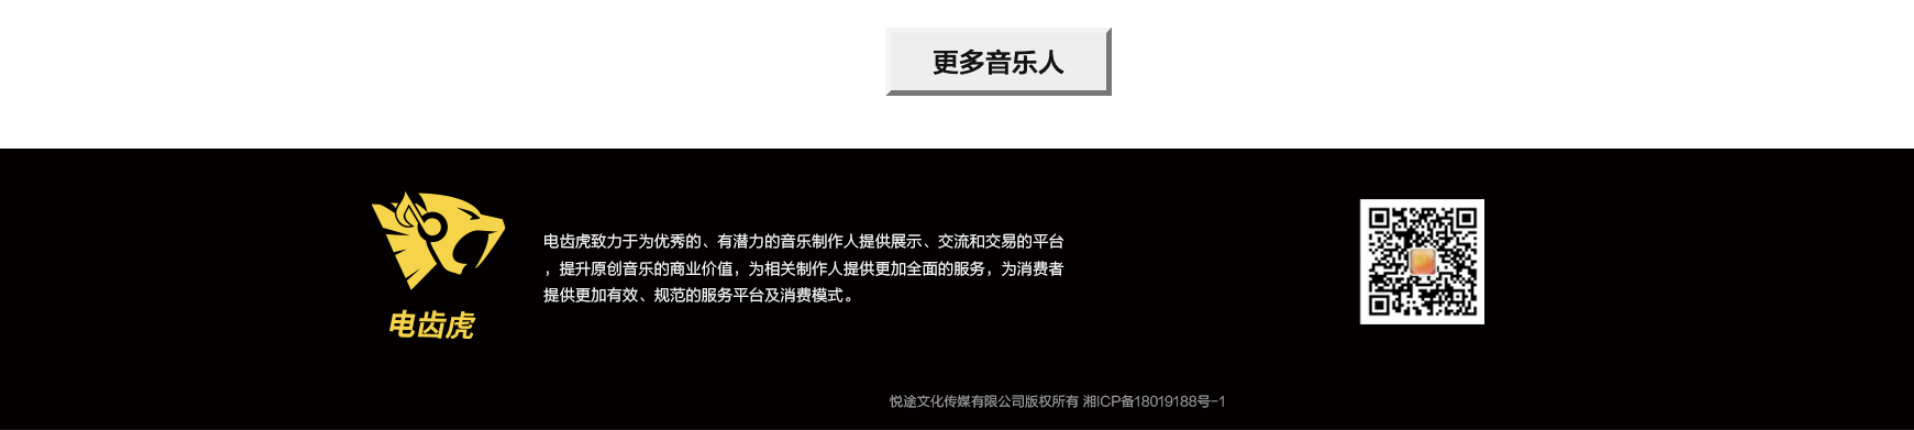 更多音乐人
电齿虎致力于为优秀的、有潜力的音乐制作人提供展示、交流和交易的平台
，提升原创音乐的商业价值，为相关制作人提供更加全面的服务，为消费者
提供更加有效、规范的服务平台及消费模式。
电齿虎
悦途文化传媒有限公司版权所有 湘ICP备18019188号-1